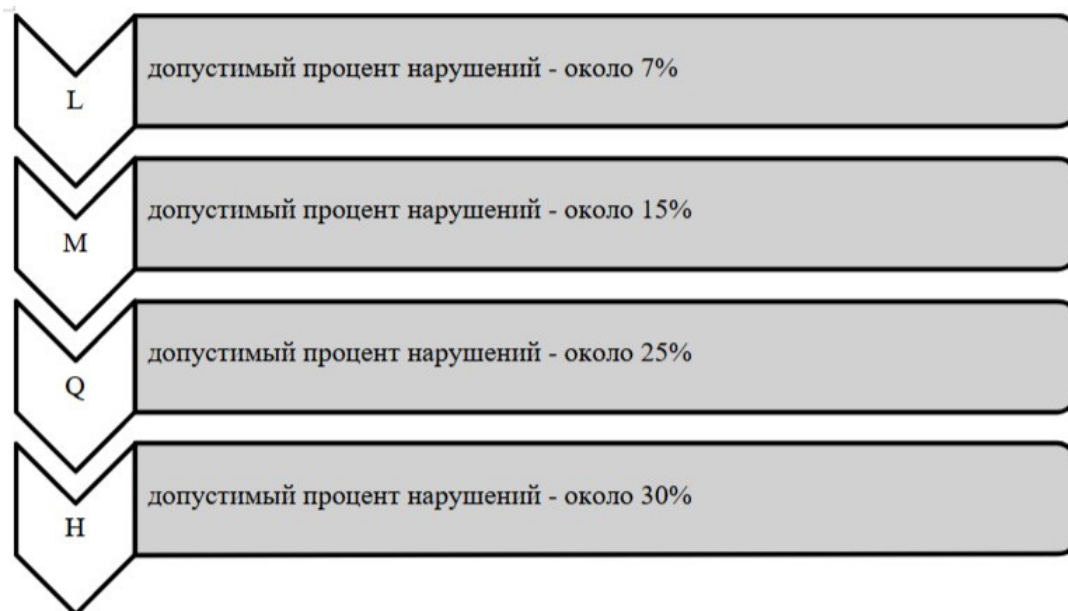 L
допустимый процент нарушений - около 7%
M
допустимый процент нарушений - около 15%
Q
допустимый процент нарушений - около 25%
H
допустимый процент нарушений - около 30%